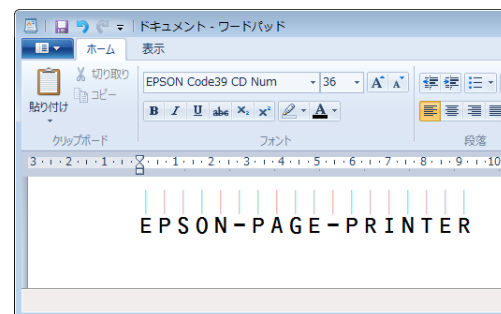 ドキュメント - ワードパッド
ホーム 表示
貼り付け
切り取り
コピー
クリップボード
EPSON Code39 CD Num 36 A A
B I U abe X₂ x² A
フォント
段落
3 2 1 1 2 3 4 5 6 7 8 9 10
EPSON-PAGE-PRINTER